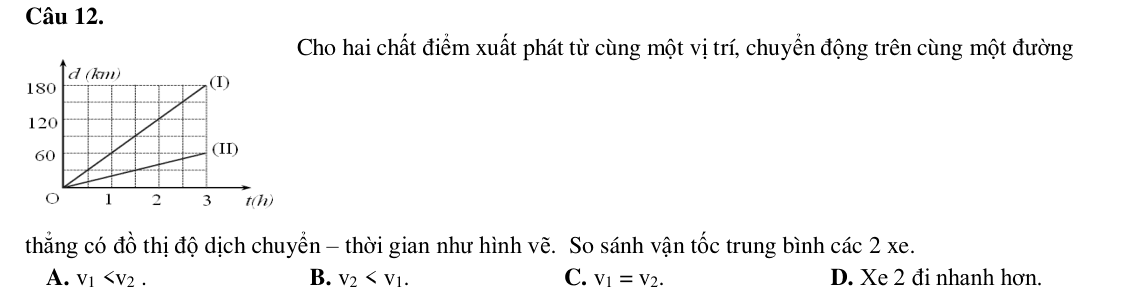 Câu 12.
Cho hai chất điểm xuất phát từ cùng một vị trí, chuyển động trên cùng một đường
d (km)
180
(I)
120
60
(II)
O 1 2 3 t(h)
thẳng có đồ thị độ dịch chuyển – thời gian như hình vẽ. So sánh vận tốc trung bình các 2 xe.
A. v₁ <v₂ . B. v₂ < v₁. C. v₁ = v₂. D. Xe 2 đi nhanh hơn.